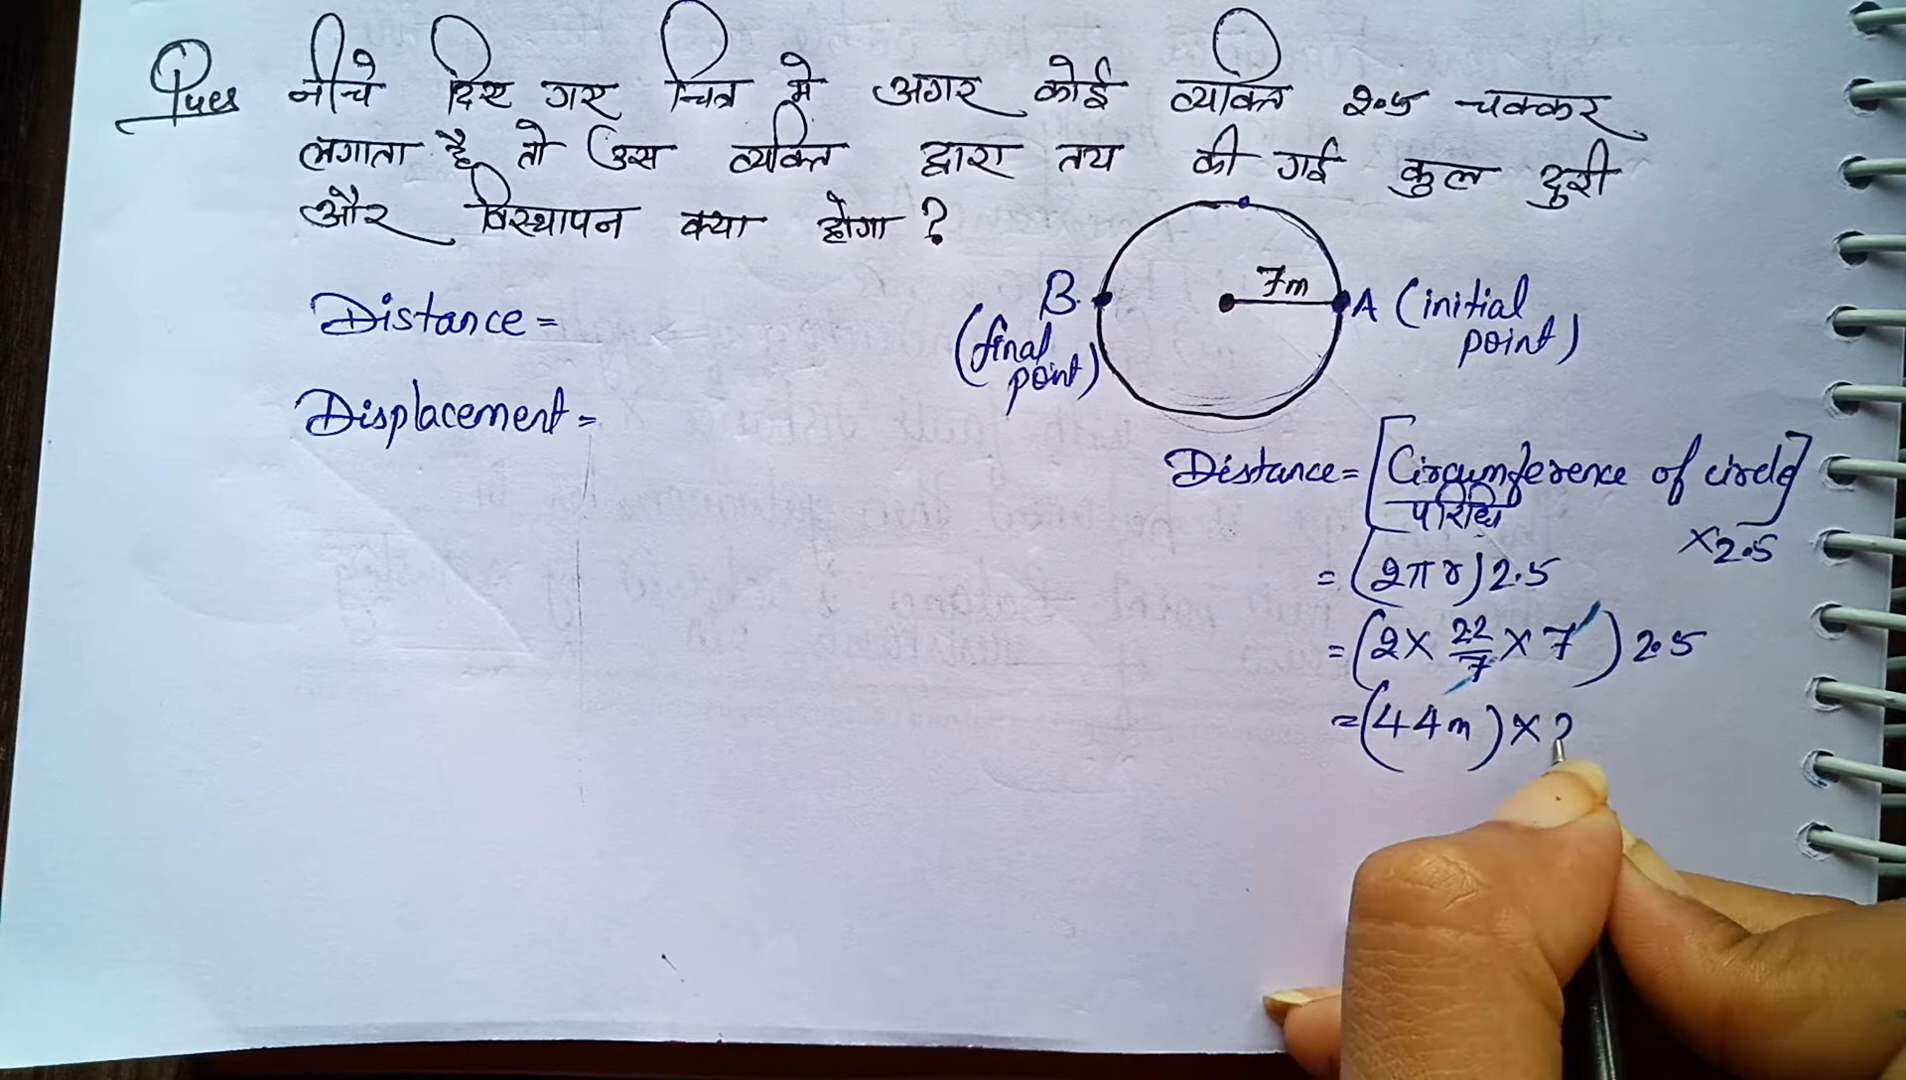 Ques नीचे दिए गए चित्र मे अगर कोई व्यक्ति 2.5 चक्कर
लगाता है, तो उस व्यक्ति द्वारा तय की गई कुल दुरी
और विस्थापन क्या होगा ?
7m
B
A (initial point)
(final point)
Distance =
Displacement =
Distance = [Circumference of circle]
परिधि
×2.5
= (2πr) 2.5
= (2 × 22/7 × 7) 2.5
= (44m) × 2